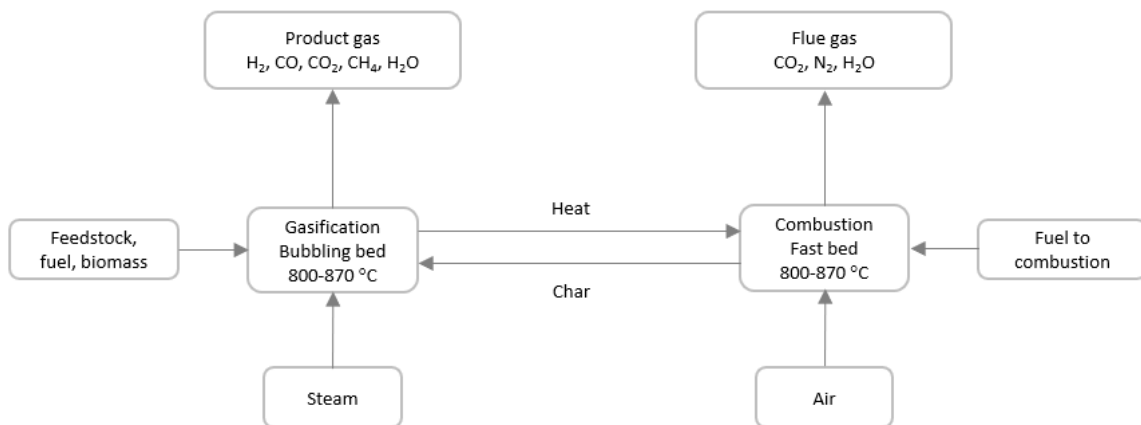 Product gas
H₂, CO, CO₂, CH₄, H₂O
Flue gas
CO₂, N₂, H₂O
Feedstock,
fuel, biomass
Gasification
Bubbling bed
800-870 °C
Heat
Char
Combustion
Fast bed
800-870 °C
Fuel to
combustion
Steam
Air